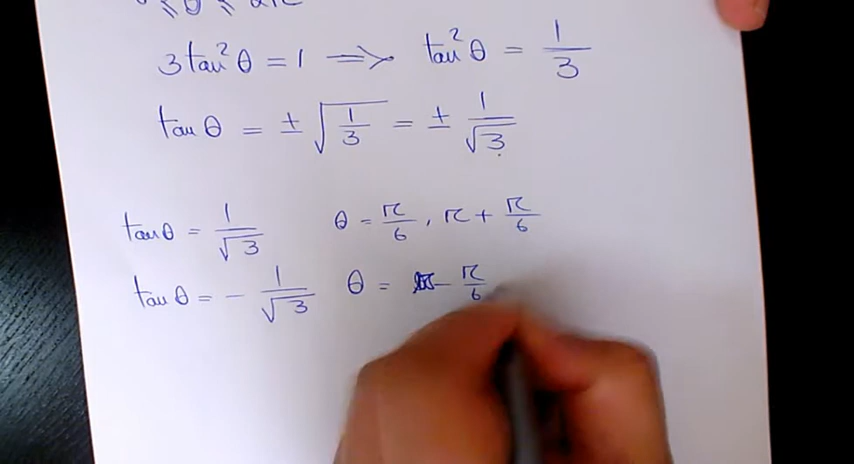 ≤ θ ≤ 2π
3tan²θ = 1 ⟹ tan²θ = 1/3
tanθ = ± √(1/3) = ± 1/√3
tanθ = 1/√3 θ = π/6 , π + π/6
tanθ = - 1/√3 θ = - π/6